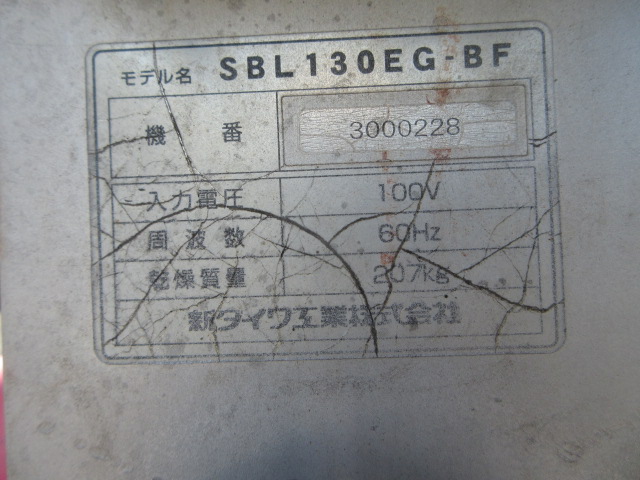 モデル名 SBL130EG-BF
機番 3000228
入力電圧 100V
周波数 60Hz
乾燥質量 207kg
新ダイワ工業株式会社